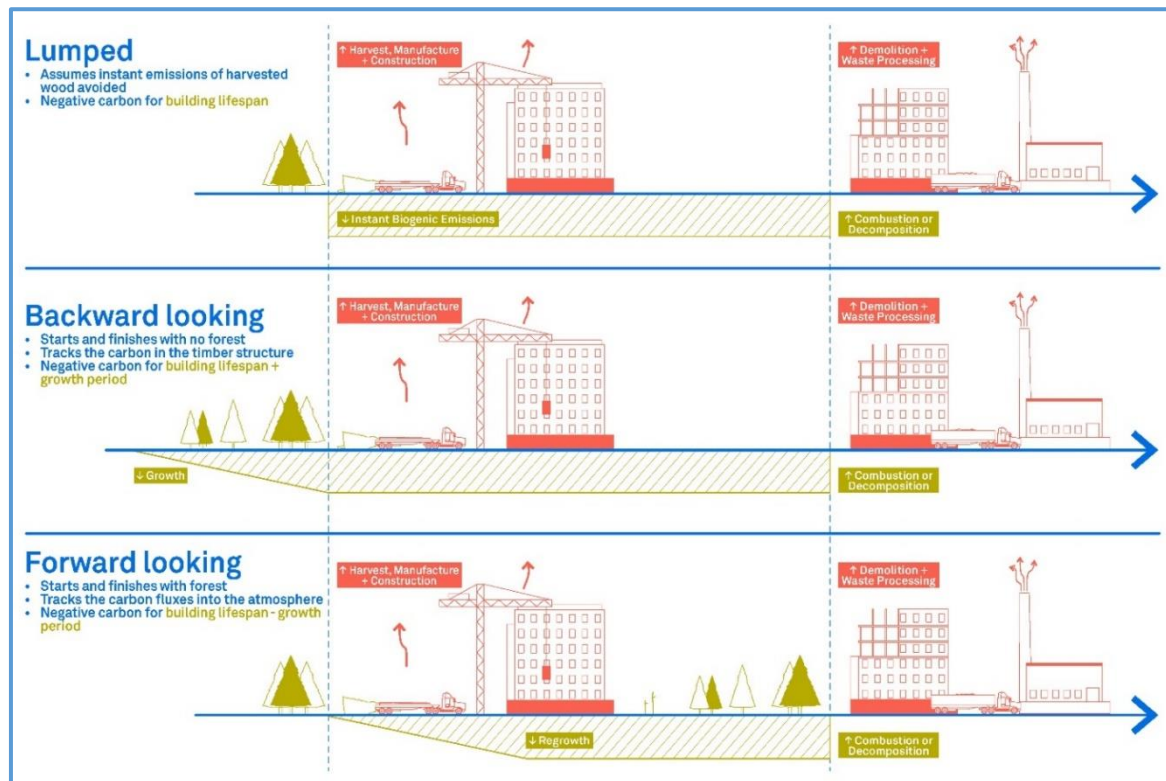 Lumped
• Assumes instant emissions of harvested
wood avoided
• Negative carbon for building lifespan
↑ Harvest, Manufacture
+ Construction
↑ Demolition +
Waste Processing
↓ Instant Biogenic Emissions
↑ Combustion or
Decomposition
Backward looking
• Starts and finishes with no forest
• Tracks the carbon in the timber structure
• Negative carbon for building lifespan +
growth period
↑ Harvest, Manufacture
+ Construction
↑ Demolition +
Waste Processing
↓ Growth
↑ Combustion or
Decomposition
Forward looking
• Starts and finishes with forest
• Tracks the carbon fluxes into the atmosphere
• Negative carbon for building lifespan - growth
period
↑ Harvest, Manufacture
+ Construction
↑ Demolition +
Waste Processing
↓ Regrowth
↑ Combustion or
Decomposition